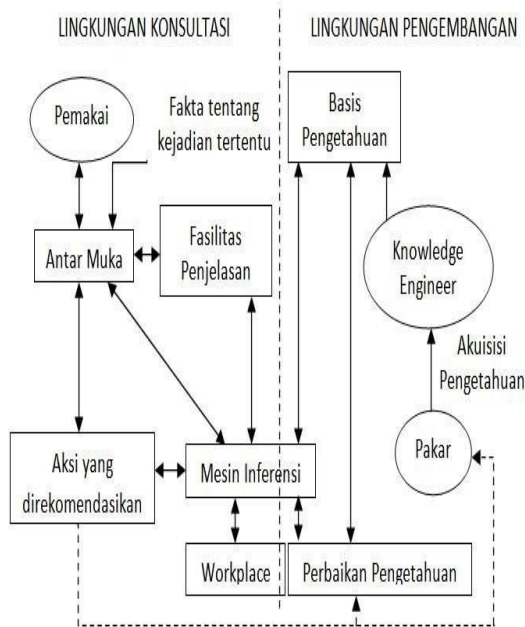 LINGKUNGAN KONSULTASI
LINGKUNGAN PENGEMBANGAN
Pemakai
Fakta tentang
kejadian tertentu
Basis
Pengetahuan
Antar Muka
Fasilitas
Penjelasan
Knowledge
Engineer
Akuisisi
Pengetahuan
Aksi yang
direkomendasikan
Mesin Inferensi
Pakar
Workplace
Perbaikan Pengetahuan